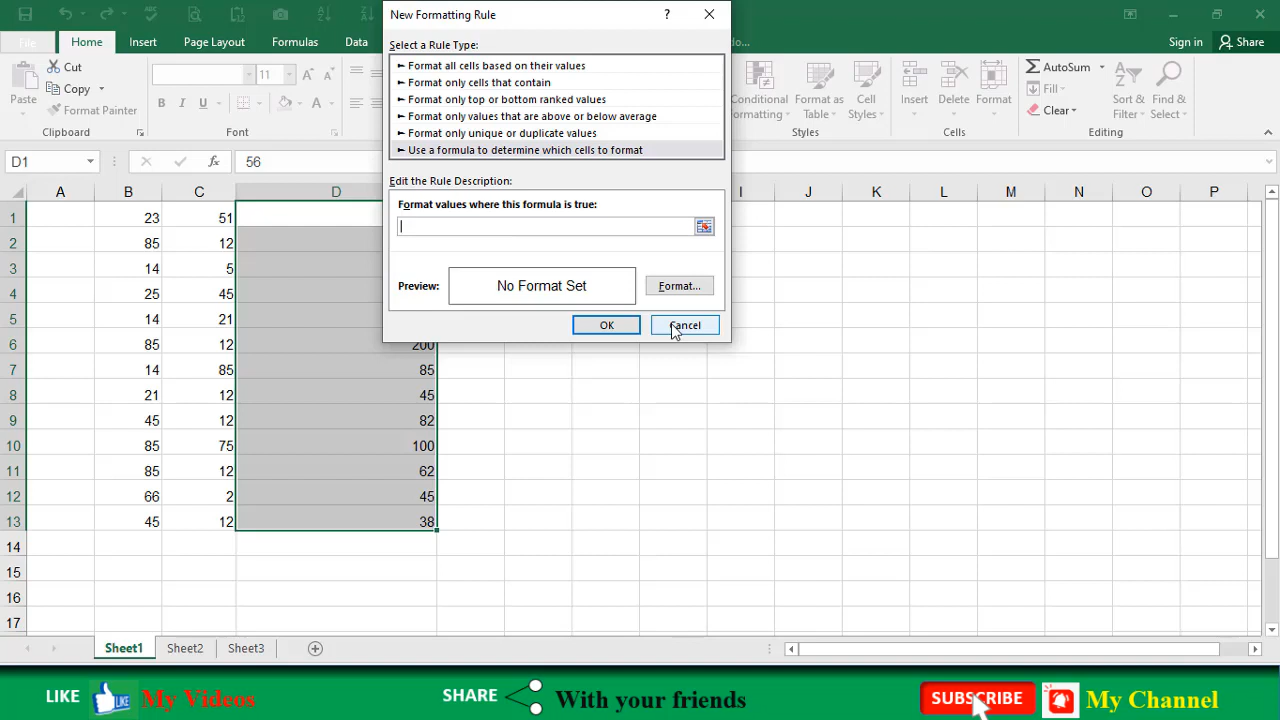 New Formatting Rule
?
Select a Rule Type:
► Format all cells based on their values
► Format only cells that contain
► Format only top or bottom ranked values
► Format only values that are above or below average
► Format only unique or duplicate values
► Use a formula to determine which cells to format
Edit the Rule Description:
Format values where this formula is true:
Preview:
No Format Set
Format...
OK
Cancel
File Home Insert Page Layout Formulas Data
do...
Sign in Share
Paste
Cut
Copy
Format Painter
Clipboard
11
B I U
A A
A
Font
Conditional Formatting
Format as Table
Cell Styles
Styles
Insert Delete Format
Cells
AutoSum
Fill
Clear
Sort & Filter
Find & Select
Editing
D1 fx 56
A B C D I J K L M N O P
1 23 51
2 85 12
3 14 5
4 25 45
5 14 21
6 85 12 200
7 14 85 85
8 21 12 45
9 45 12 82
10 85 75 100
11 85 12 62
12 66 2 45
13 45 12 38
14
15
16
17
Sheet1 Sheet2 Sheet3
LIKE LIKE My Videos SHARE With your friends SUBSCRIBE My Channel